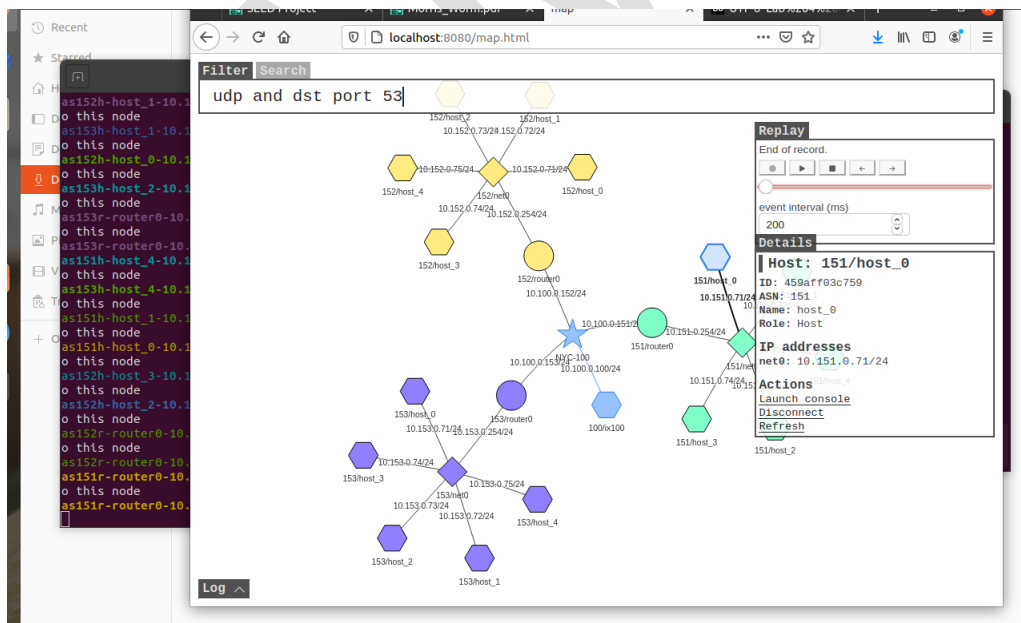 SEED Project
Morris_Worm.pdf
map
Recent
Starred
localhost:8080/map.html
Filter Search
udp and dst port 53
as152h-host_1-10.1
o this node
as153h-host_1-10.1
o this node
as152h-host_0-10.1
o this node
as153h-host_2-10.1
o this node
as153r-router0-10.
o this node
as153r-router0-10.
as151h-host_4-10.1
o this node
as153h-host_4-10.1
o this node
as151h-host_1-10.1
o this node
as151h-host_0-10.1
o this node
as152h-host_3-10.1
o this node
as152h-host_2-10.1
o this node
as152r-router0-10.
o this node
as152r-router0-10.
as151r-router0-10.
o this node
as151r-router0-10.
152/host_2
152/host_1
10.152.0.73/24
10.152.0.72/24
10.152.0.75/24
10.152.0.71/24
152/host_4
152/net0
152/host_0
10.152.0.74/24
10.152.0.254/24
152/host_3
152/router0
10.100.0.152/24
10.100.0.151/2
151/router0
10.151.0.254/24
NYC-100
10.100.0.153/24
10.100.0.100/24
100/ix100
151/host_0
10.151.0.71/24
151/net
10.151.0.74/24
10.151
151/host_3
151/host_4
151/host_2
153/host_0
153/router0
10.153.0.71/24
10.153.0.254/24
10.153.0.74/24
153/host_3
153/net0
10.153.0.75/24
10.153.0.73/24
10.153.0.72/24
153/host_4
153/host_2
153/host_1
Replay
End of record.
event interval (ms)
200
Details
Host: 151/host_0
ID: 459aff03c759
ASN: 151
Name: host_0
Role: Host
IP addresses
net0: 10.151.0.71/24
Actions
Launch console
Disconnect
Refresh
Log